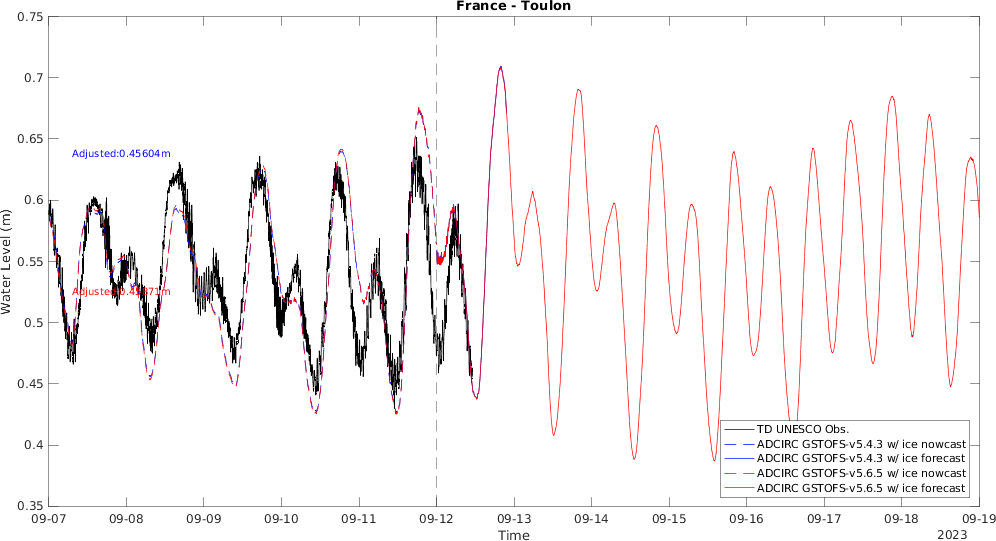 France - Toulon
0.75
0.7
0.65
0.6
0.55
0.5
0.45
0.4
0.35
Water Level (m)
Adjusted:0.45604m
TD UNESCO Obs.
ADCIRC GSTOFS-v5.4.3 w/ ice nowcast
ADCIRC GSTOFS-v5.4.3 w/ ice forecast
ADCIRC GSTOFS-v5.6.5 w/ ice nowcast
ADCIRC GSTOFS-v5.6.5 w/ ice forecast
09-07 09-08 09-09 09-10 09-11 09-12 09-13 09-14 09-15 09-16 09-17 09-18 09-19
Time
2023